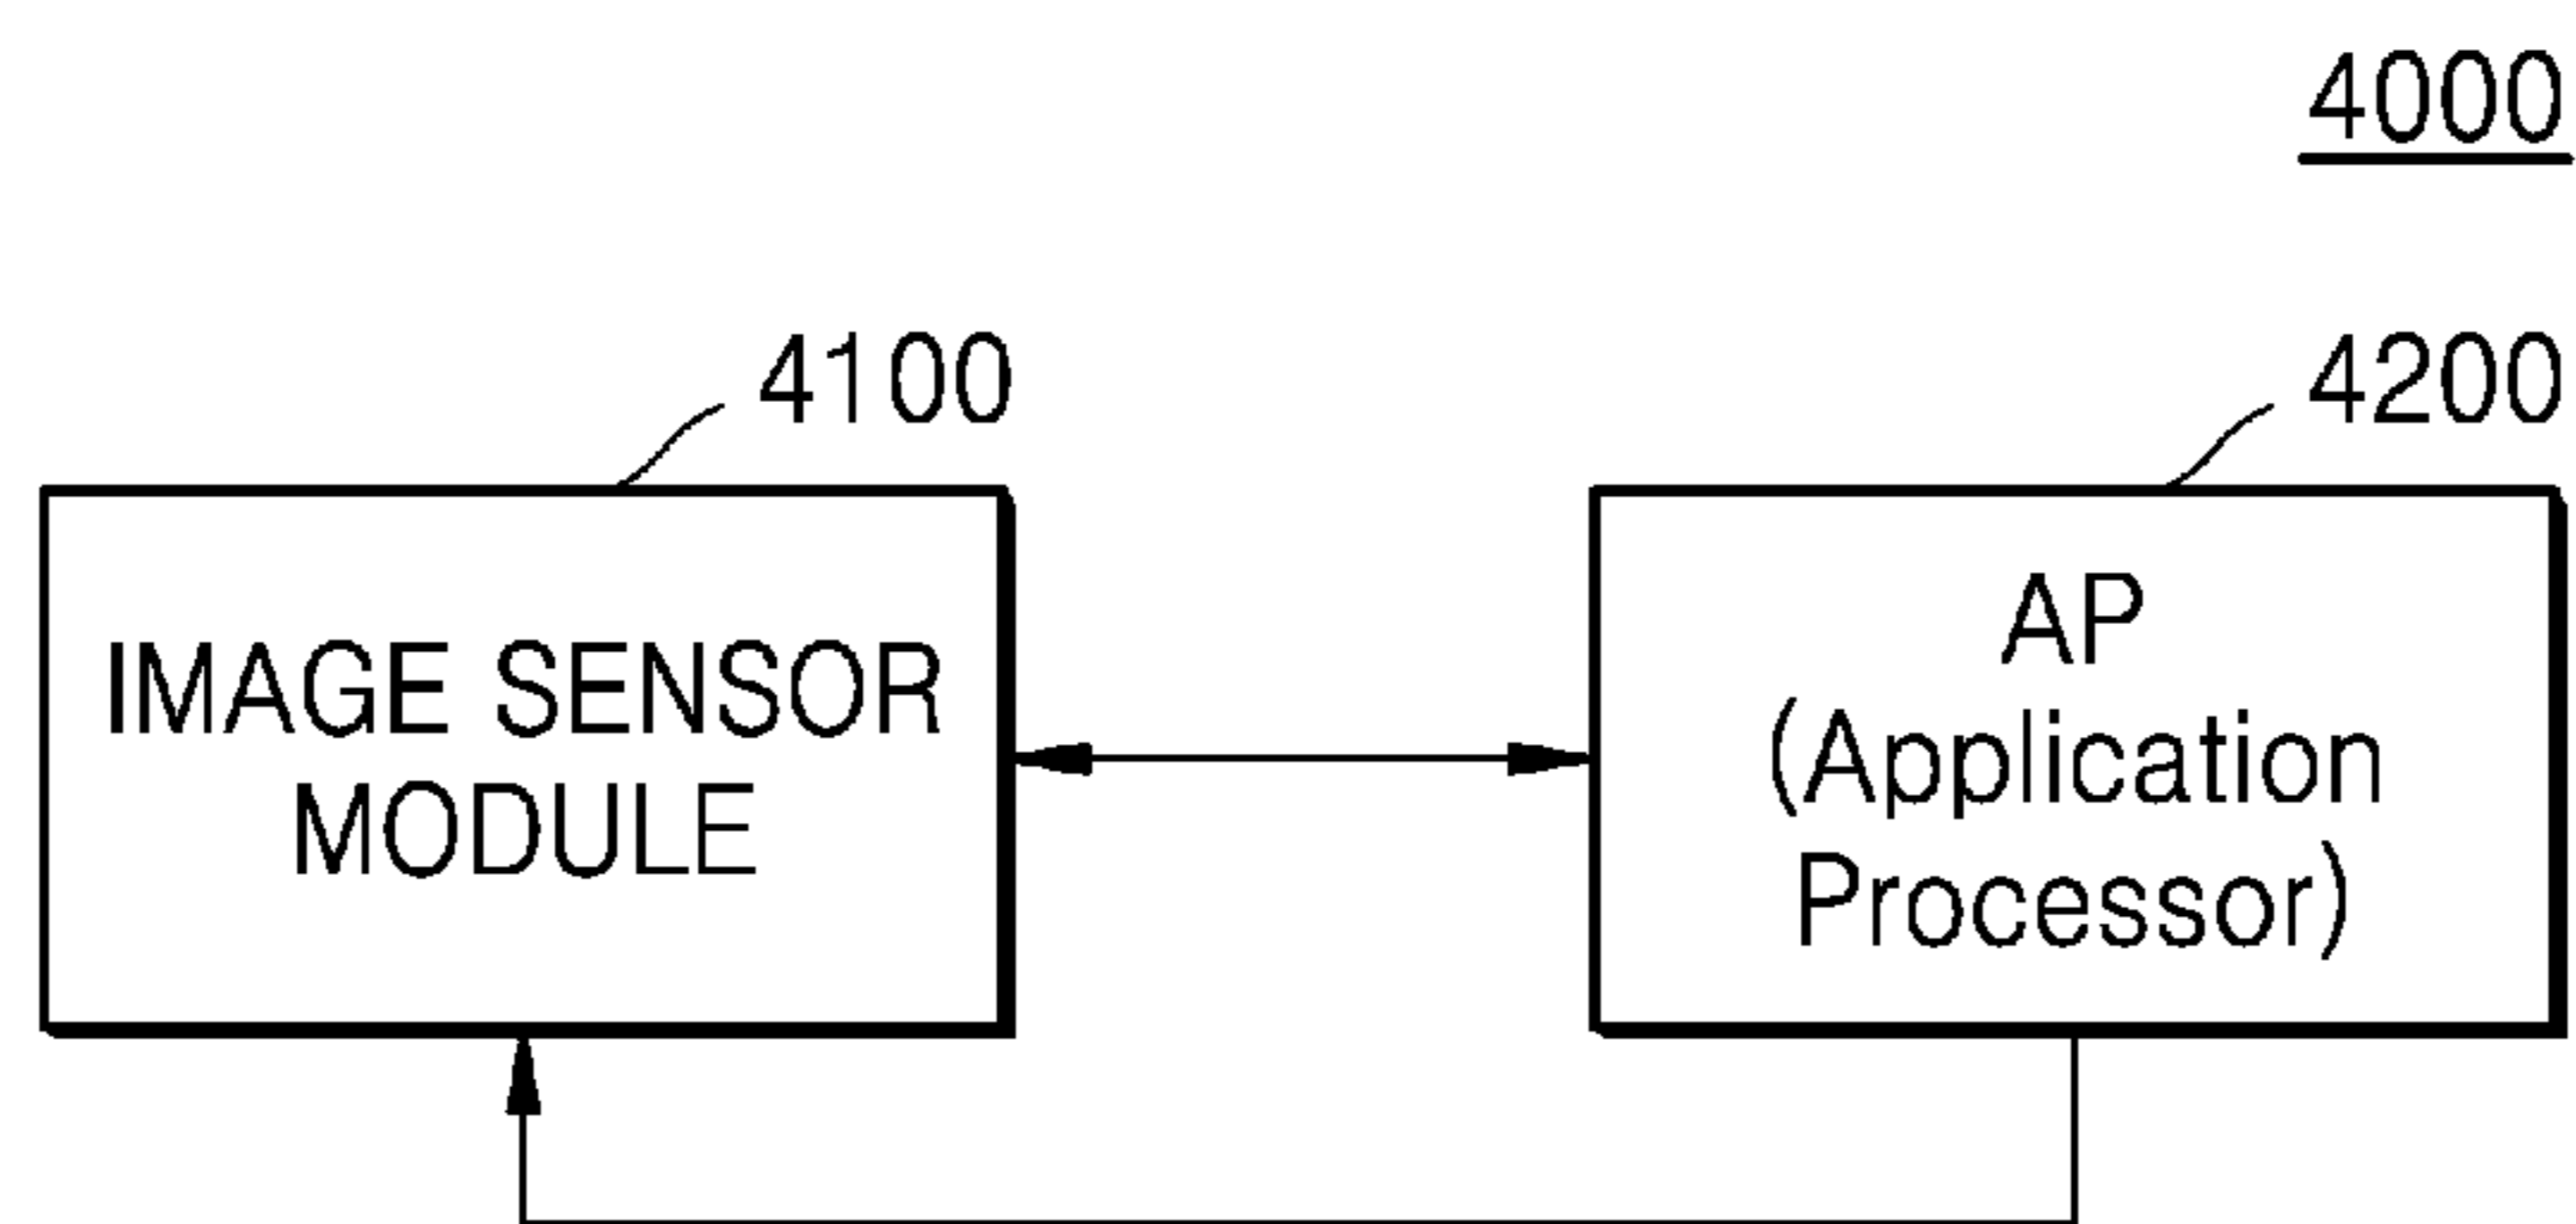 4000
4100
4200
IMAGE SENSOR
MODULE
AP
(Application
Processor)